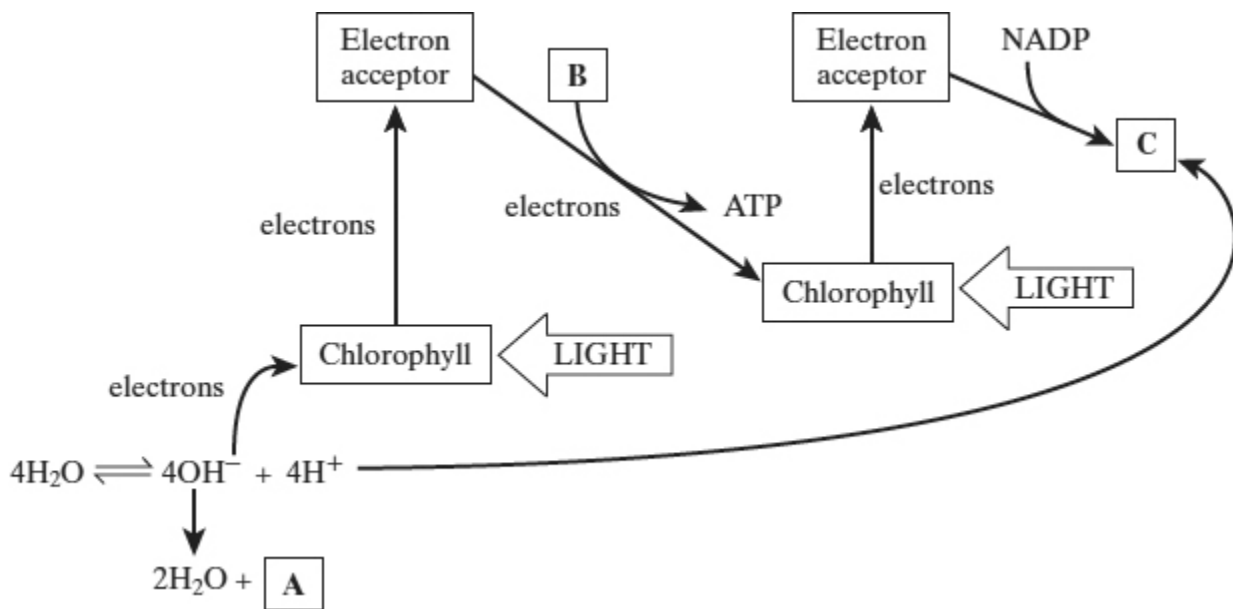 Electron
acceptor
B
Electron
acceptor
NADP
C
electrons
electrons
ATP
electrons
Chlorophyll
LIGHT
Chlorophyll
LIGHT
electrons
4H₂O ⇌ 4OH⁻ + 4H⁺
2H₂O + A